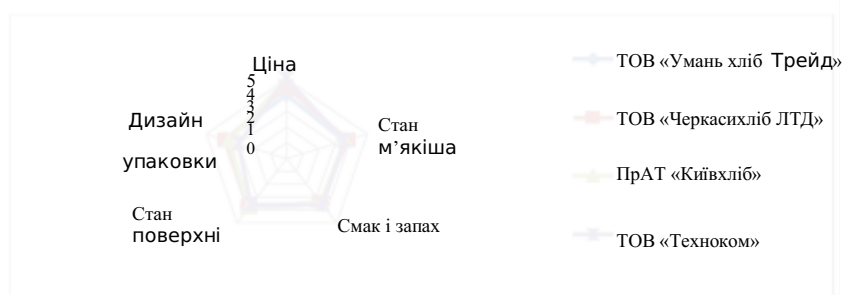 Ціна
5
4
3
2
1
0
Стан
м’якіша
Смак і запах
Стан
поверхні
Дизайн
упаковки
ТОВ «Умань хліб Трейд»
ТОВ «Черкасихліб ЛТД»
ПрАТ «Київхліб»
ТОВ «Техноком»